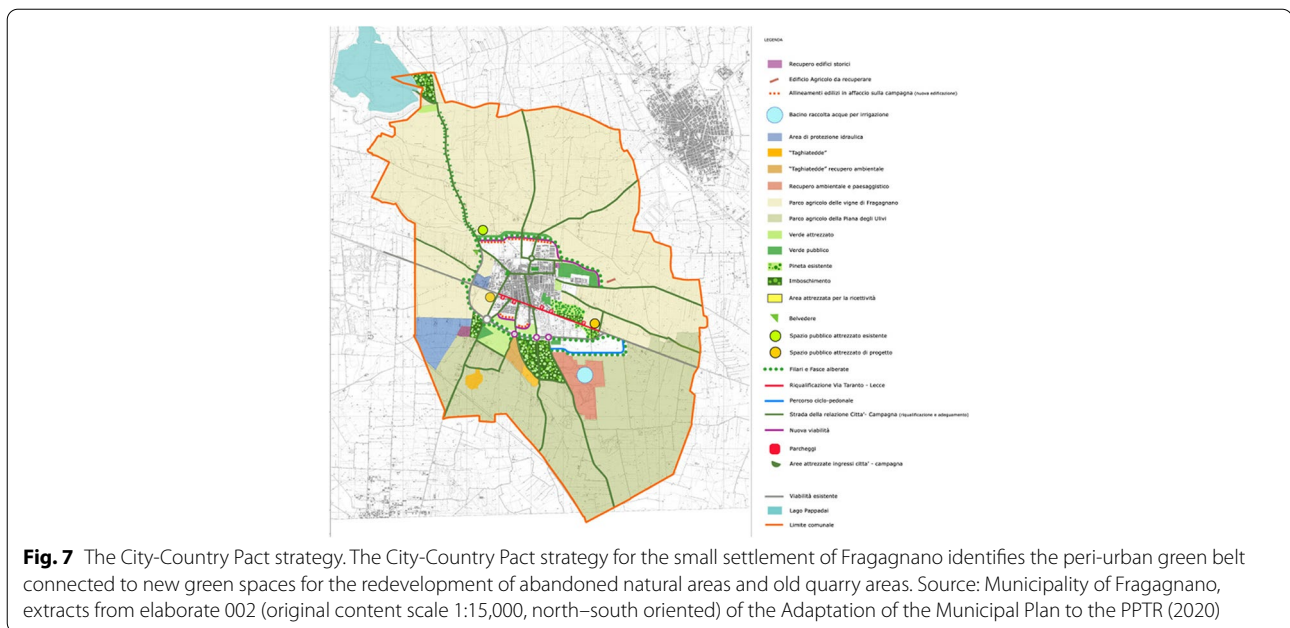 LEGENDA
Recupero edifici storici
Edificio Agricolo da recuperare
Allineamenti edilizi in affaccio sulla campagna (nuova edificazione)
Bacino raccolta acque per irrigazione
Area di protezione idraulica
"Taghiatedde"
"Taghiatedde" recupero ambientale
Recupero ambientale e paesaggistico
Parco agricolo delle vigne di Fragagnano
Parco agricolo della Piana degli Ulivi
Verde attrezzato
Verde pubblico
Pineta esistente
Imboschimento
Area attrezzata per la ricettività
Belvedere
Spazio pubblico attrezzato esistente
Spazio pubblico attrezzato di progetto
Filari e Fasce alberate
Riqualificazione Via Taranto - Lecce
Percorso ciclo-pedonale
Strada della relazione Citta'- Campagna (riqualificazione e adeguamento)
Nuova viabilità
Parcheggi
Aree attrezzate ingressi citta' - campagna
Viabilità esistente
Lago Pappadai
Limite comunale
Fig. 7 The City-Country Pact strategy. The City-Country Pact strategy for the small settlement of Fragagnano identifies the peri-urban green belt
connected to new green spaces for the redevelopment of abandoned natural areas and old quarry areas. Source: Municipality of Fragagnano,
extracts from elaborate 002 (original content scale 1:15,000, north–south oriented) of the Adaptation of the Municipal Plan to the PPTR (2020)